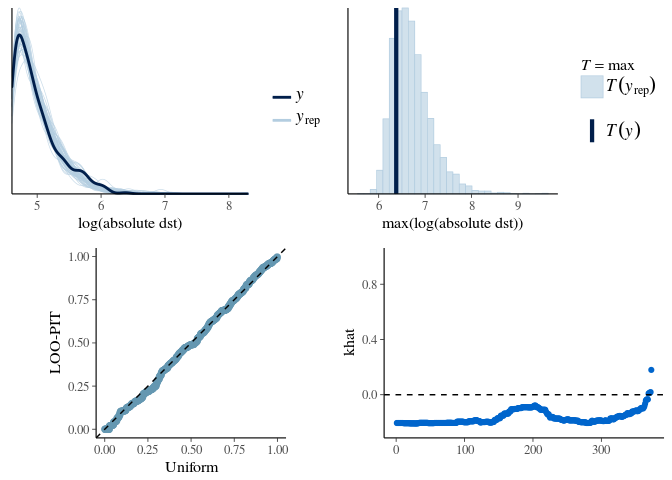 y
y rep
5
6
7
8
log(absolute dst)
T = max
T(y rep)
T(y)
6
7
8
9
max(log(absolute dst))
LOO-PIT
1.00
0.75
0.50
0.25
0.00
0.00
0.25
0.50
0.75
1.00
Uniform
khat
0.8
0.4
0.0
0
100
200
300